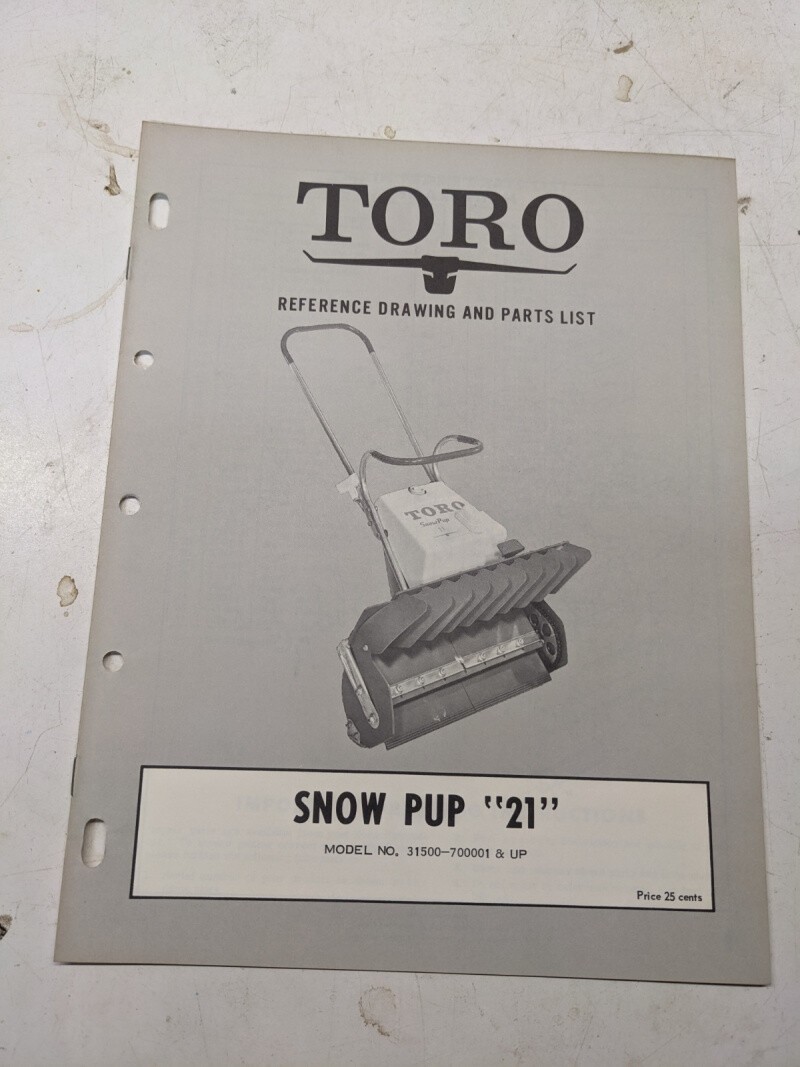 TORO
REFERENCE DRAWING AND PARTS LIST
TORO
Snow Pup
SNOW PUP "21"
MODEL NO. 31500-700001 & UP
Price 25 cents